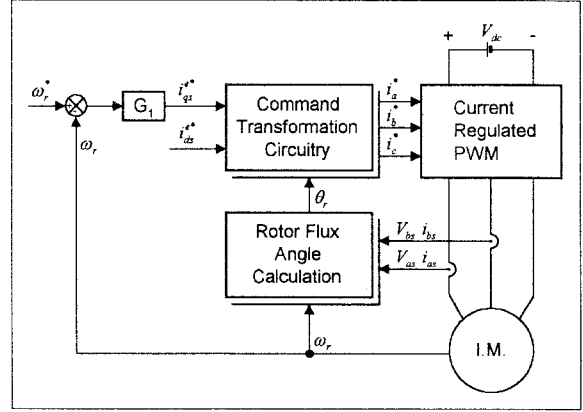 + V_dc -
ω_r^*
G_1
i_qs^e*
i_ds^e*
Command
Transformation
Circuitry
i_a^*
i_b^*
i_c^*
Current
Regulated
PWM
ω_r
θ_r
Rotor Flux
Angle
Calculation
V_bs i_bs
V_as i_as
ω_r
I.M.